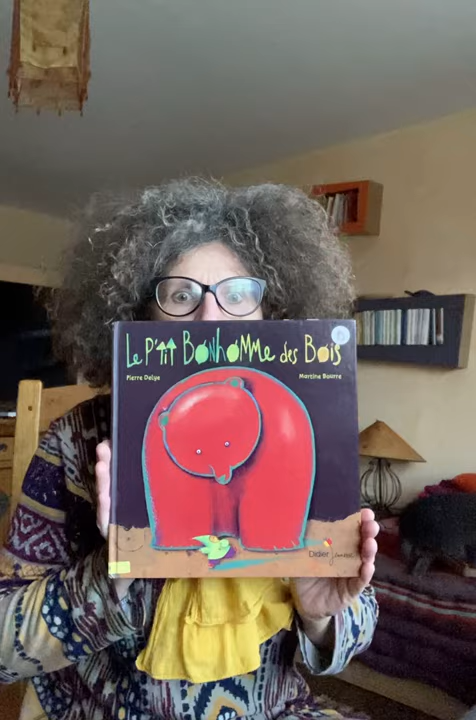 Le P'tit Bonhomme des Bois
Pierre Delye
Martine Bourre
Didier Jeunesse